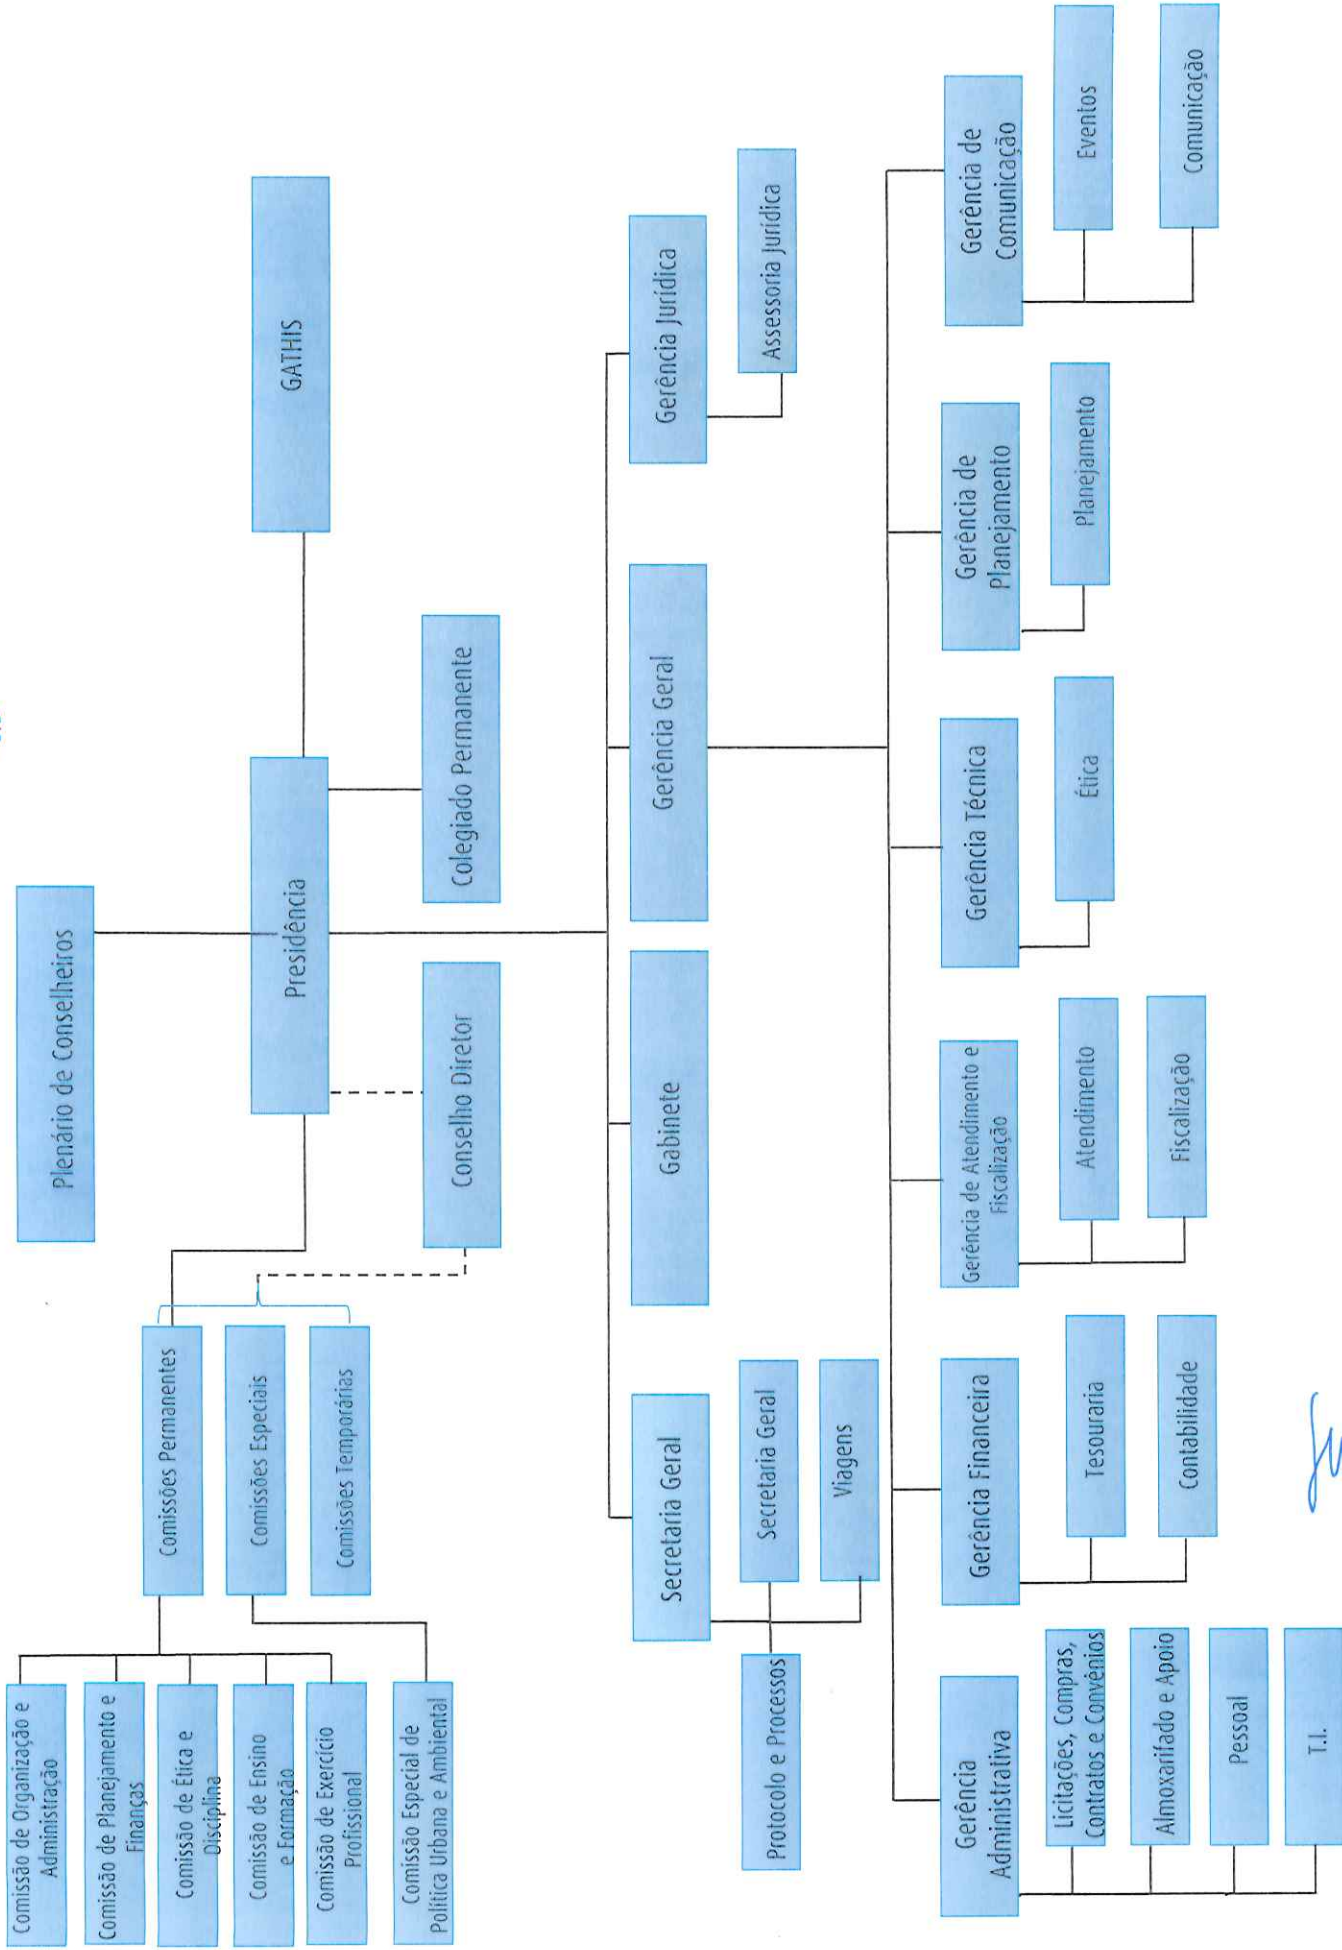 Plenário de Conselheiros
Presidência
GATHIS
Colegiado Permanente
Conselho Diretor
Comissões Permanentes
Comissões Especiais
Comissões Temporárias
Comissão de Organização e
Administração
Comissão de Planejamento e
Finanças
Comissão de Ética e
Disciplina
Comissão de Ensino
e Formação
Comissão de Exercício
Profissional
Comissão Especial de
Política Urbana e Ambiental
Secretaria Geral
Gabinete
Gerência Geral
Gerência Jurídica
Protocolo e Processos
Secretaria Geral
Viagens
Assessoria Jurídica
Gerência
Administrativa
Licitações, Compras,
Contratos e Convênios
Almoxarifado e Apoio
Pessoal
T.I.
Gerência Financeira
Tesouraria
Contabilidade
Gerência de Atendimento e
Fiscalização
Atendimento
Fiscalização
Gerência Técnica
Ética
Gerência de
Planejamento
Planejamento
Gerência de
Comunicação
Eventos
Comunicação